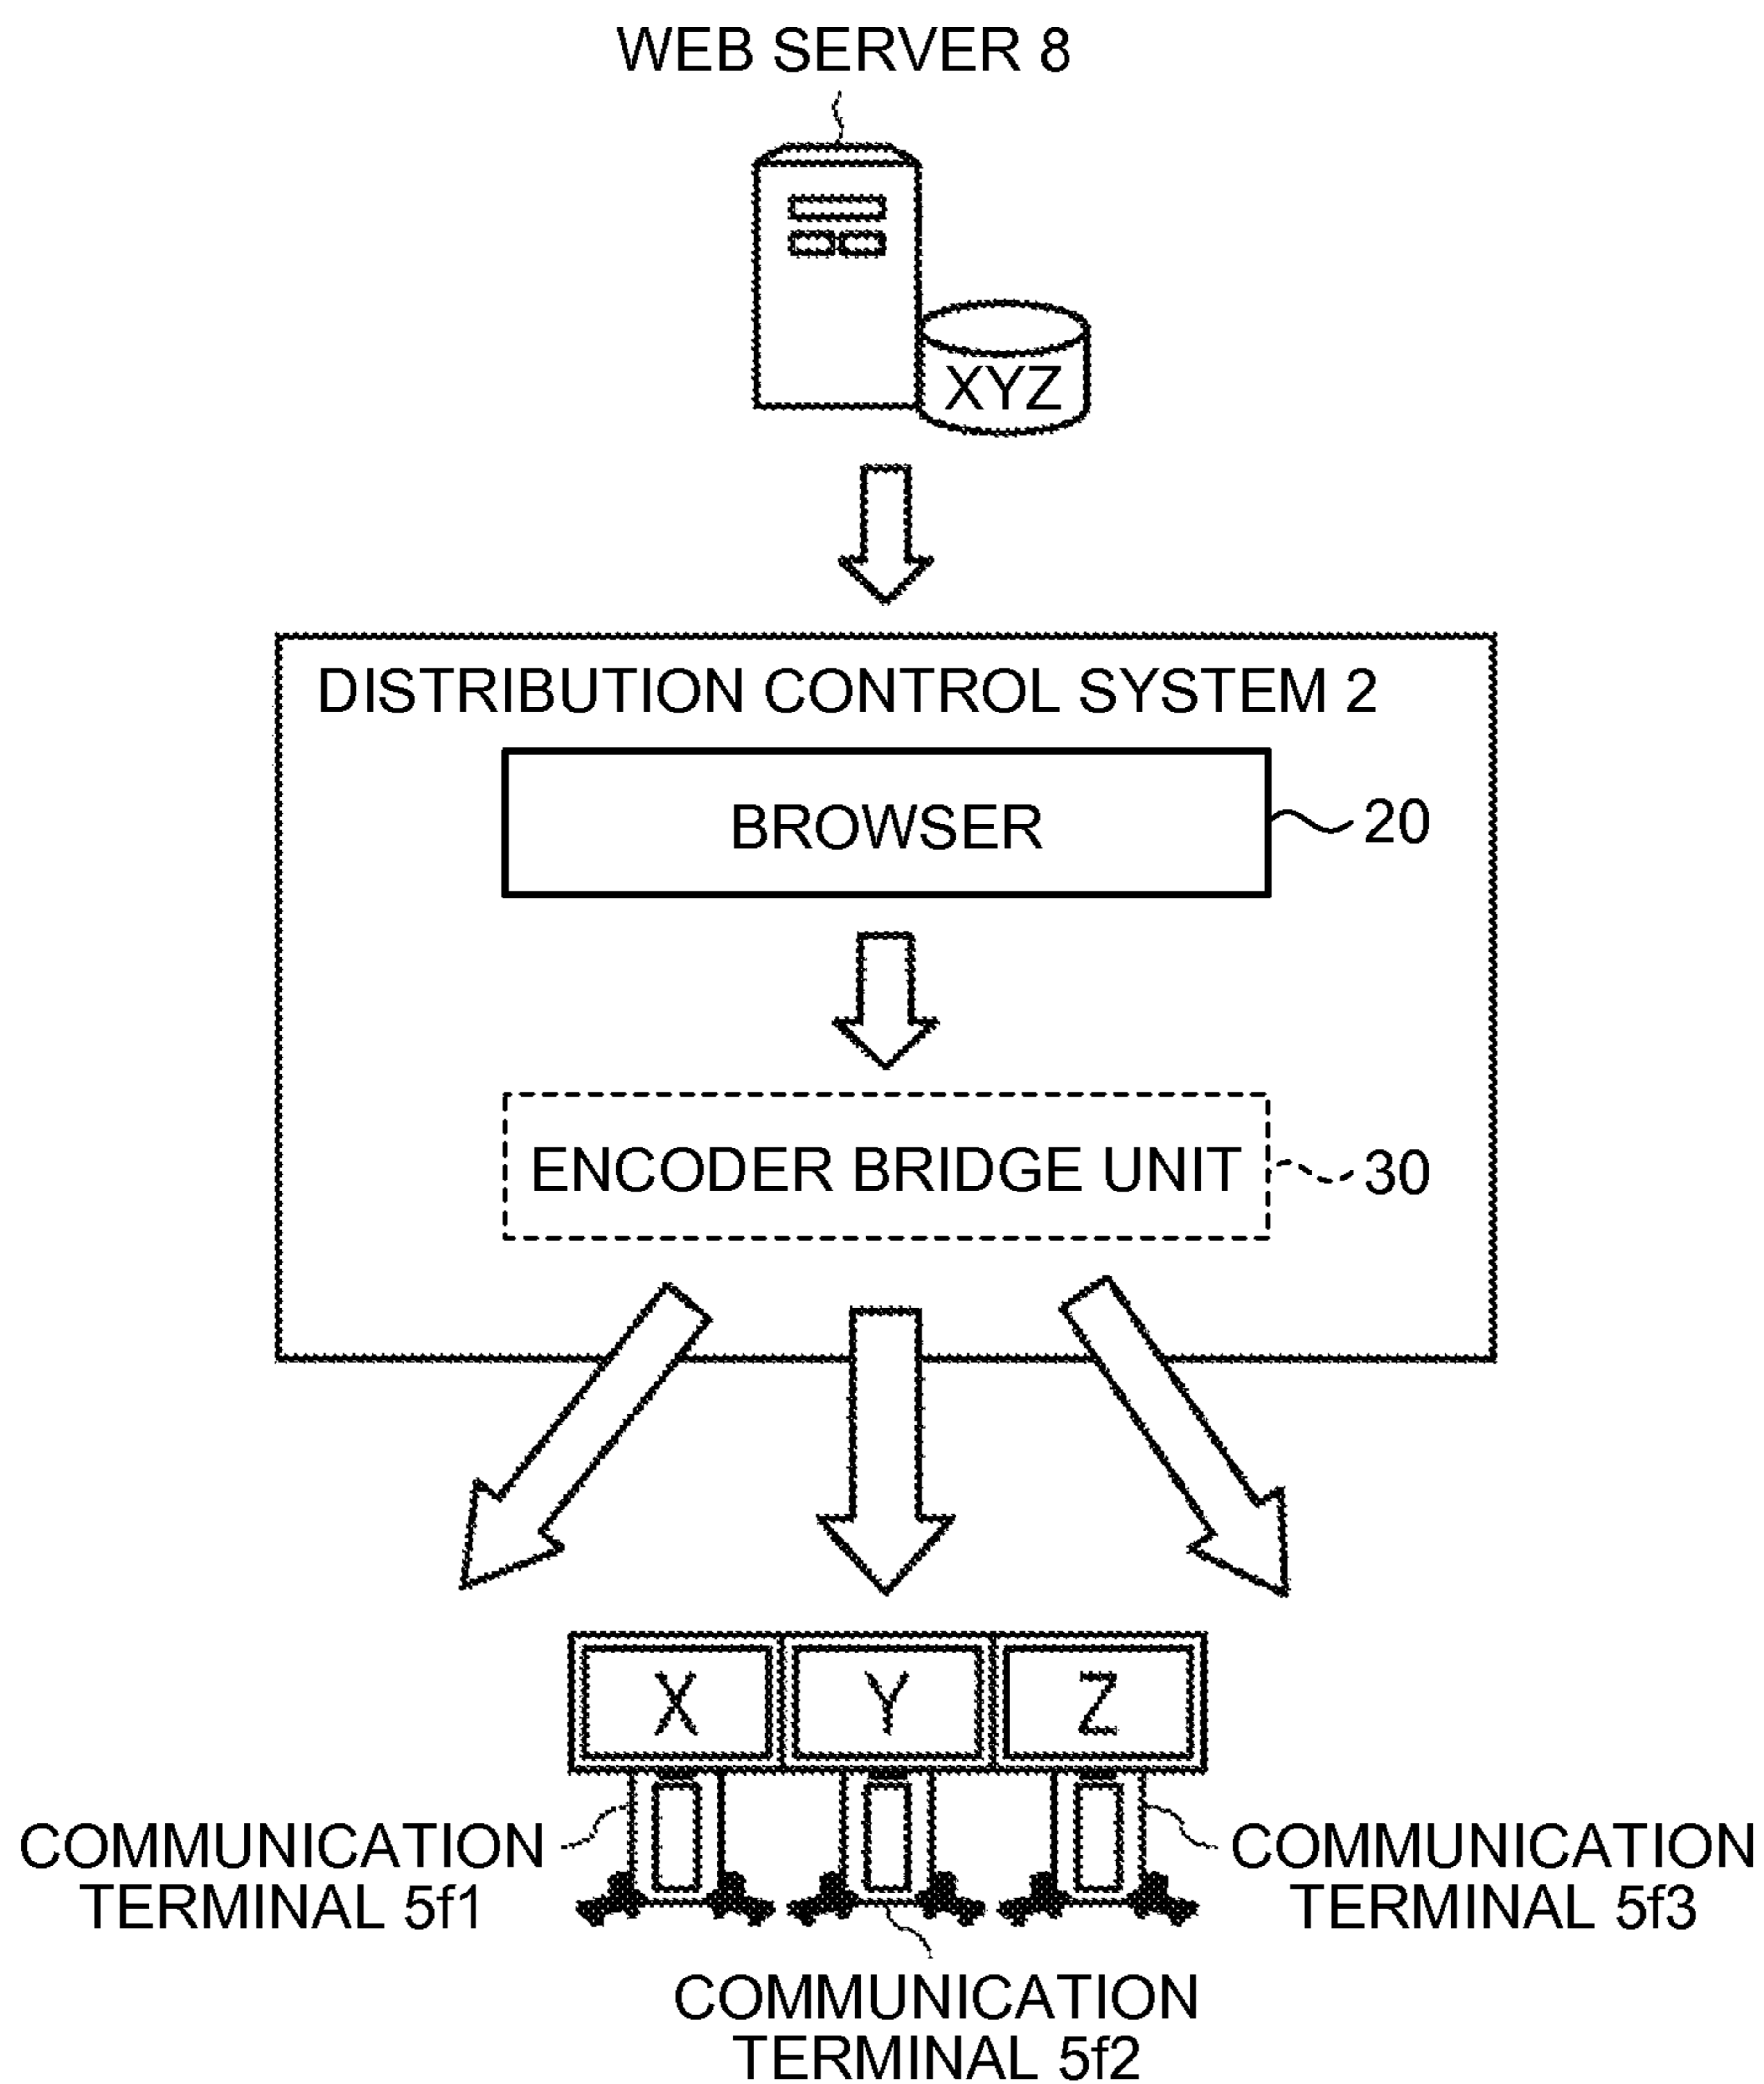 WEB SERVER 8
XYZ
DISTRIBUTION CONTROL SYSTEM 2
BROWSER
20
ENCODER BRIDGE UNIT
30
X
Y
Z
COMMUNICATION
TERMINAL 5f1
COMMUNICATION
TERMINAL 5f2
COMMUNICATION
TERMINAL 5f3